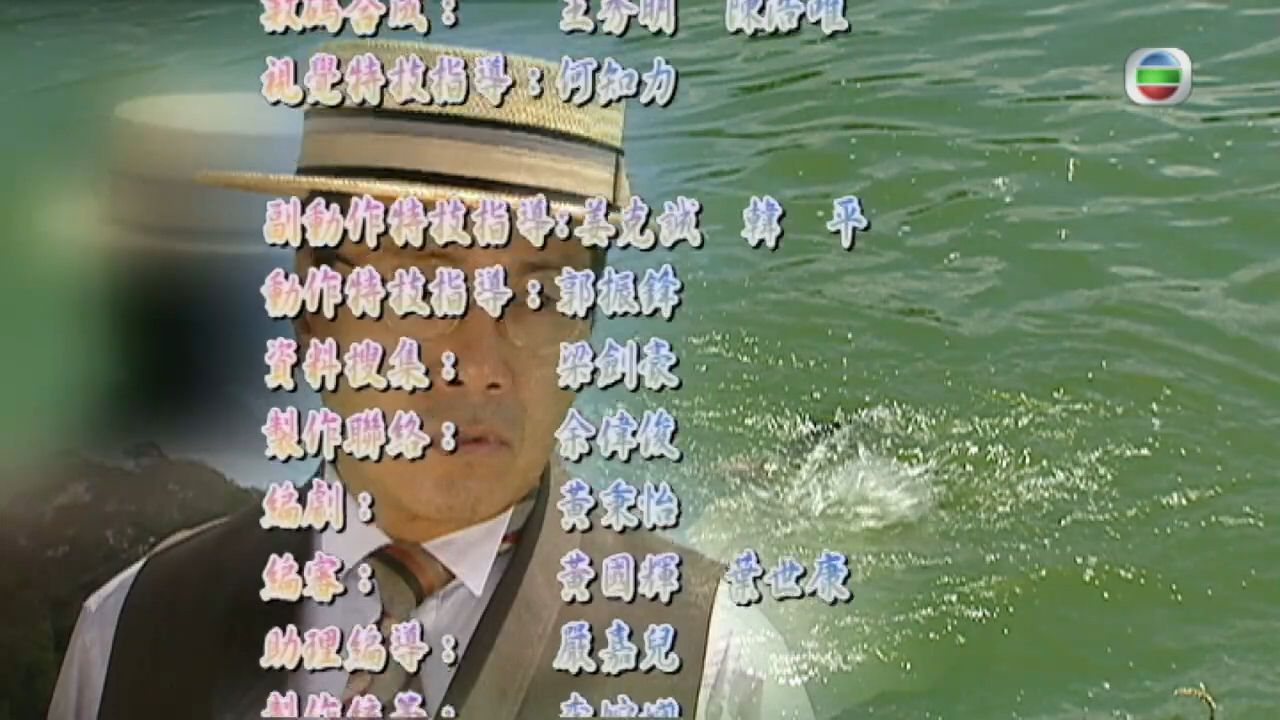 視覺特技指導：何知力
副動作特技指導：姜克誠　韓　平
動作特技指導：郭振鋒
資料搜集：　梁劍豪
製作聯絡：　余偉俊
編劇：　黃秉怡
編審：　黃國輝　葉世康
助理編導：　嚴嘉兒